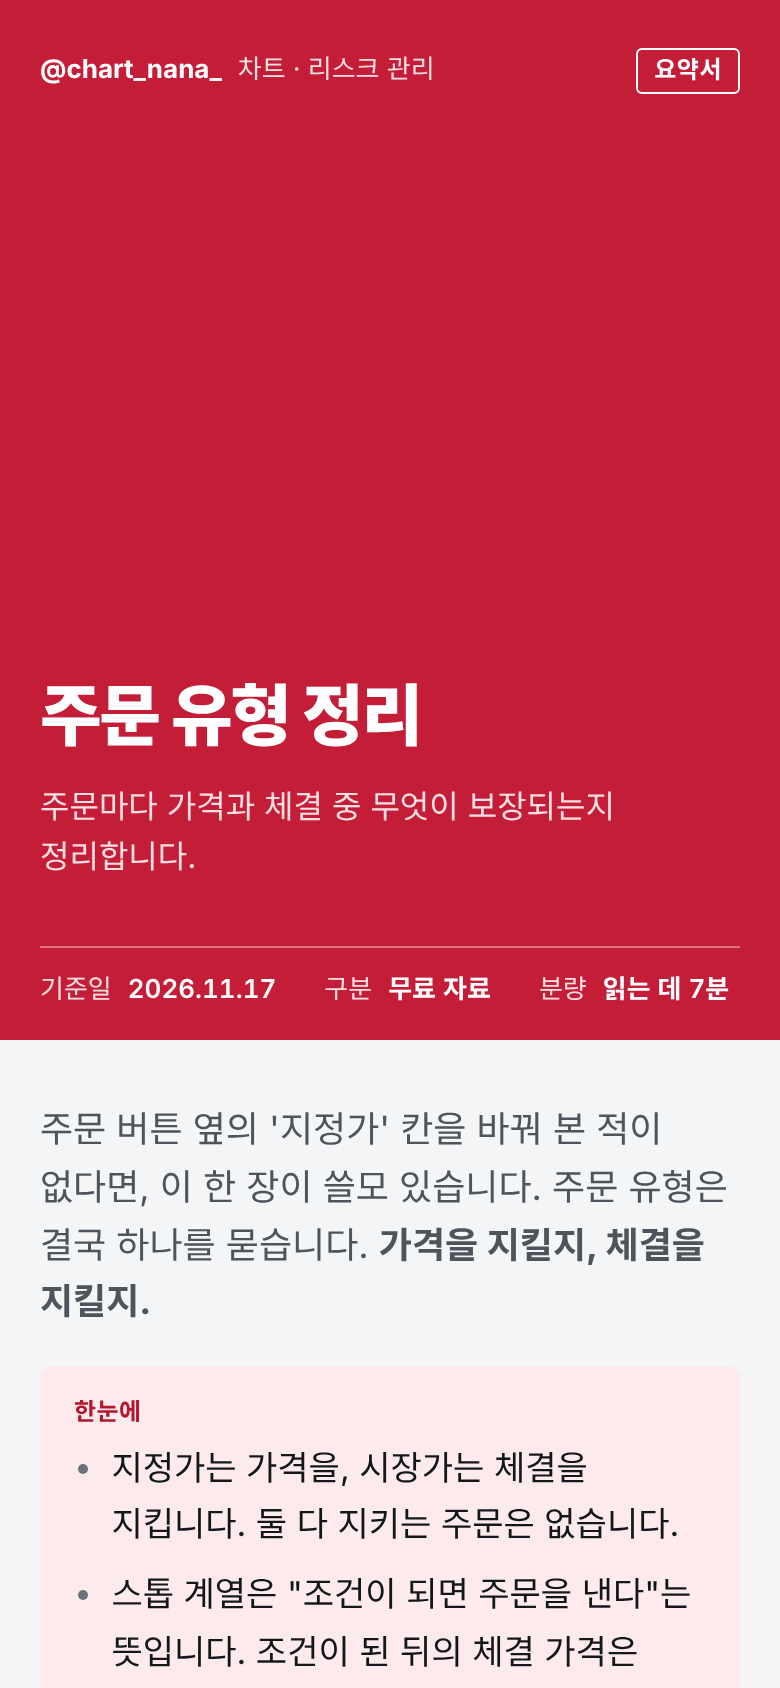 @chart_nana_ 차트 · 리스크 관리
요약서
주문 유형 정리
주문마다 가격과 체결 중 무엇이 보장되는지
정리합니다.
기준일 2026.11.17 구분 무료 자료 분량 읽는 데 7분
주문 버튼 옆의 '지정가' 칸을 바꿔 본 적이
없다면, 이 한 장이 쓸모 있습니다. 주문 유형은
결국 하나를 묻습니다. 가격을 지킬지, 체결을
지킬지.
한눈에
• 지정가는 가격을, 시장가는 체결을
지킵니다. 둘 다 지키는 주문은 없습니다.
• 스톱 계열은 "조건이 되면 주문을 낸다"는
뜻입니다. 조건이 된 뒤의 체결 가격은